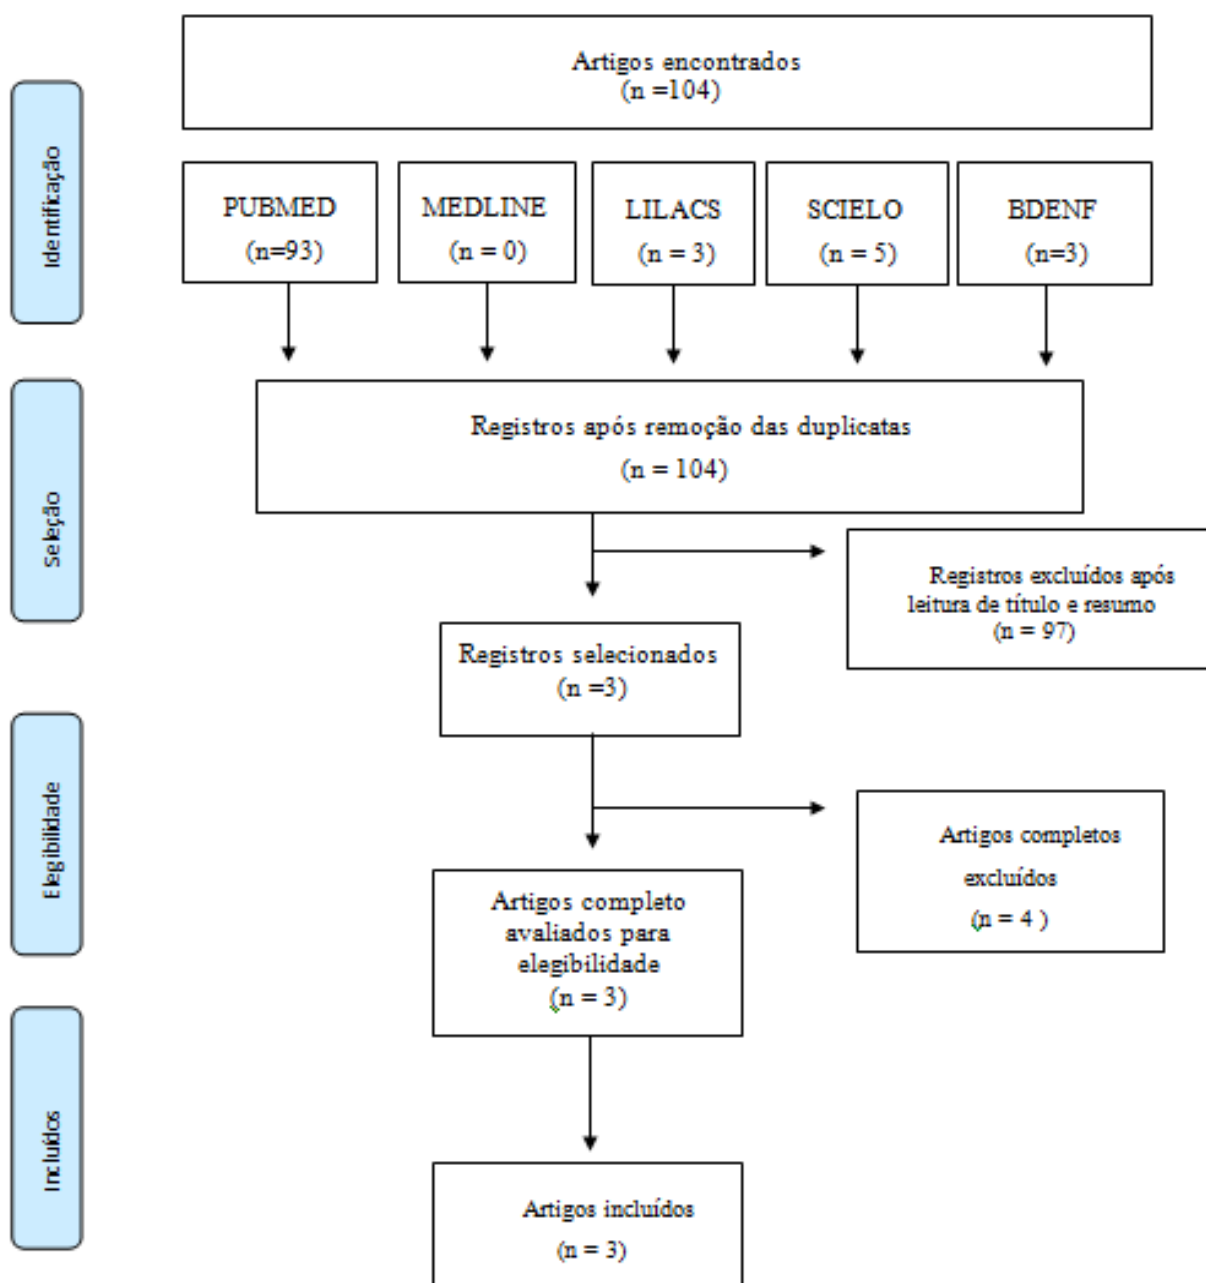 Artigos encontrados
(n =104)
Identificação
PUBMED
(n=93)
MEDLINE
(n = 0)
LILACS
(n = 3)
SCIELO
(n = 5)
BDENF
(n=3)
Seleção
Registros após remoção das duplicatas
(n = 104)
Registros excluídos após
leitura de título e resumo
(n = 97)
Registros selecionados
(n =3)
Elegibilidade
Artigos completos
excluídos
(n = 4 )
Artigos completo
avaliados para
elegibilidade
(n = 3)
Incluídos
Artigos incluídos
(n = 3)